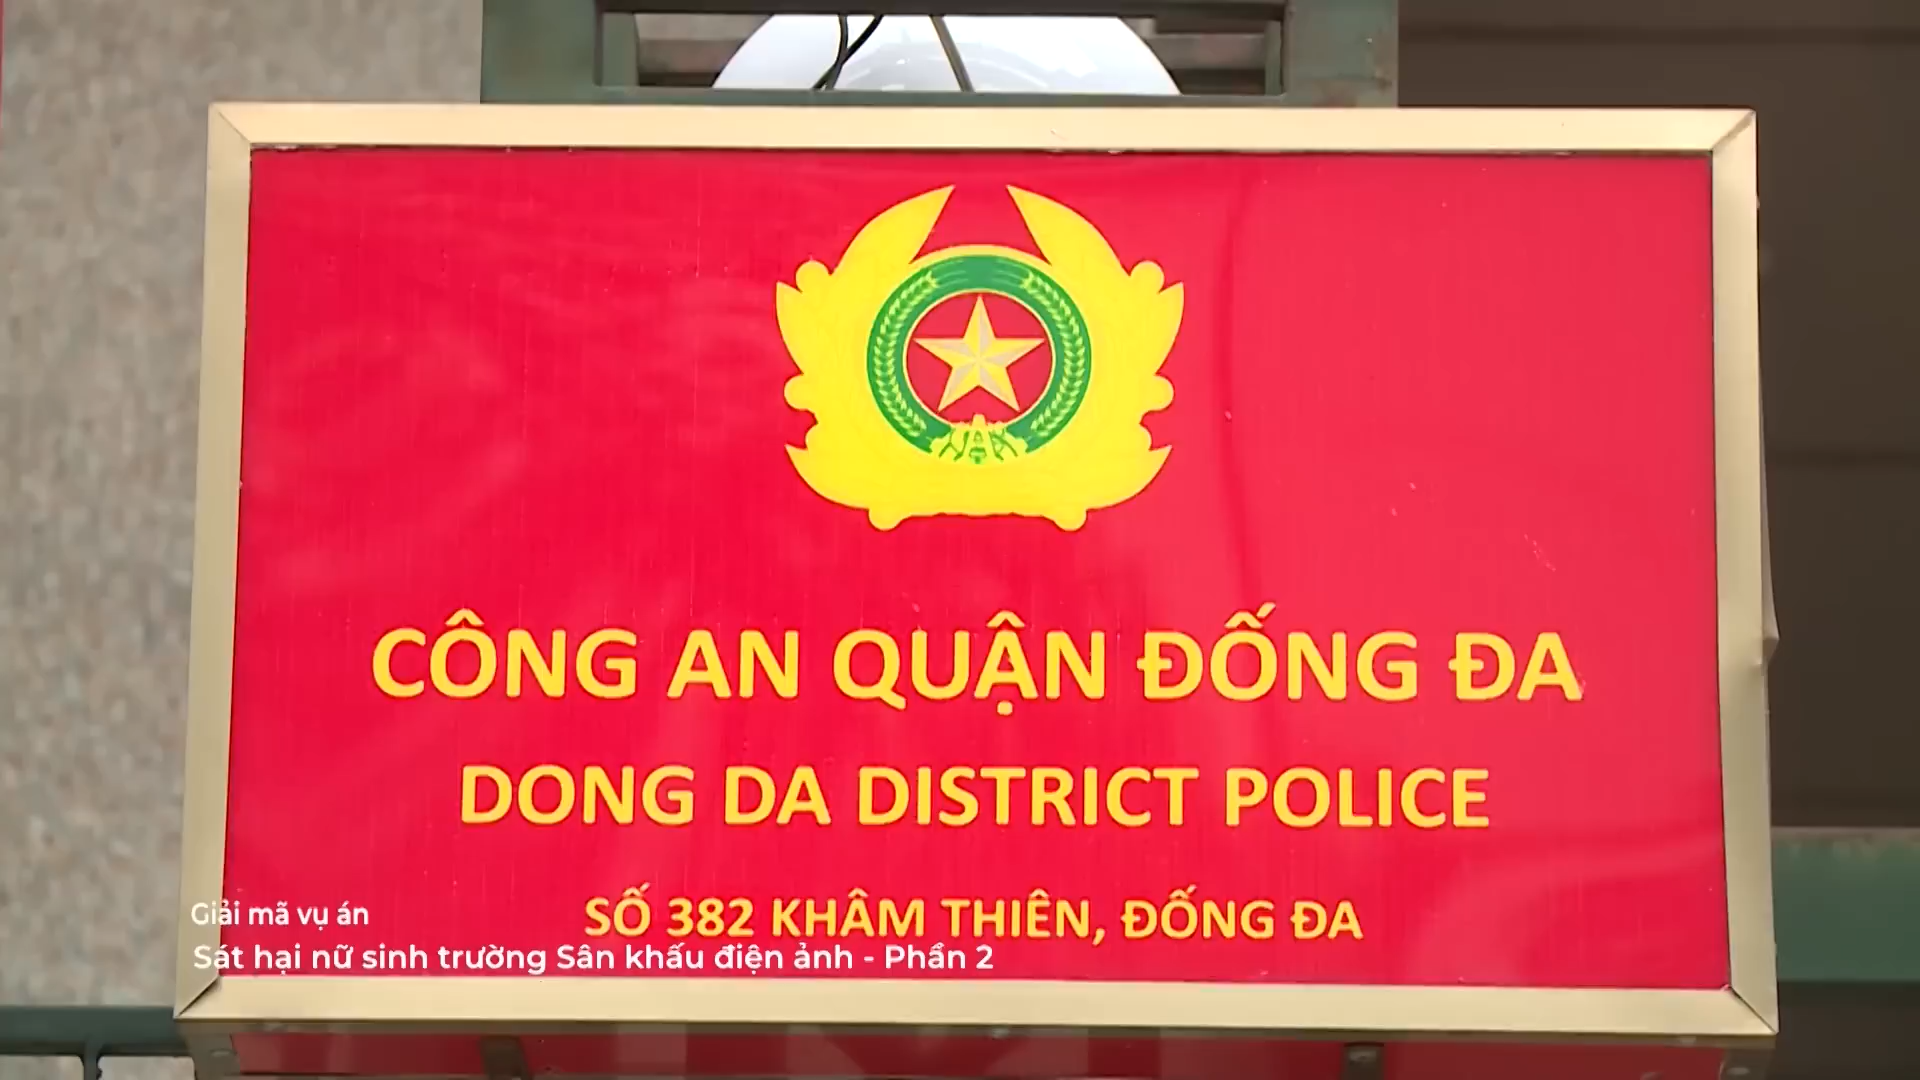 CÔNG AN QUẬN ĐỐNG ĐA
DONG DA DISTRICT POLICE
SỐ 382 KHÂM THIÊN, ĐỐNG ĐA
Giải mã vụ án
Sát hại nữ sinh trường Sân khấu điện ảnh - Phần 2